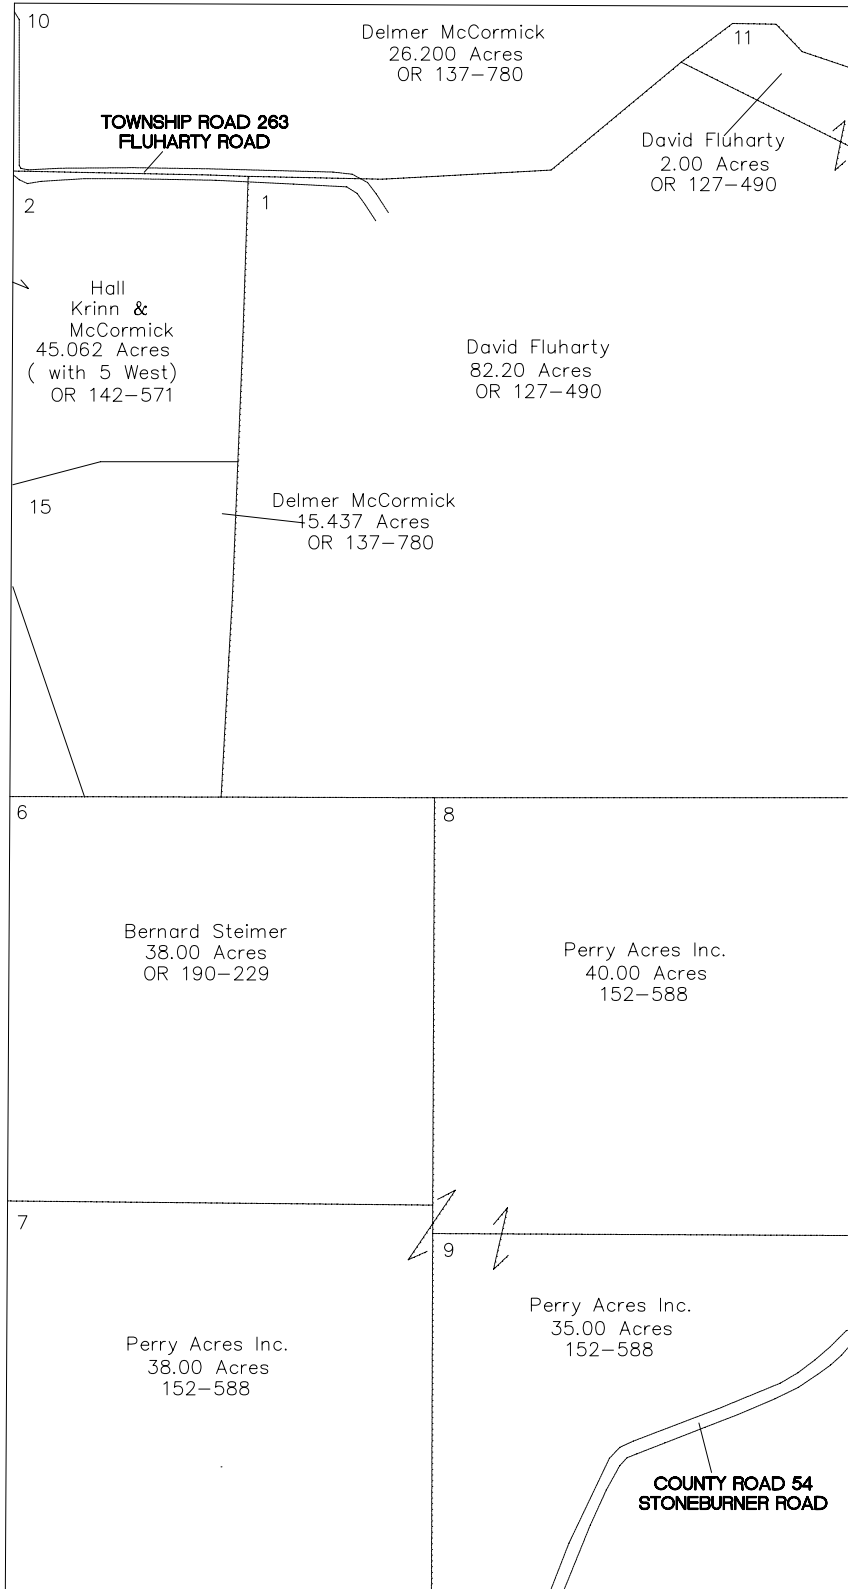 10
Delmer McCormick
26.200 Acres
OR 137-780
11
TOWNSHIP ROAD 263
FLUHARTY ROAD
David Fluharty
2.00 Acres
OR 127-490
2
1
Hall
Krinn &
McCormick
45.062 Acres
( with 5 West)
OR 142-571
David Fluharty
82.20 Acres
OR 127-490
15
Delmer McCormick
15.437 Acres
OR 137-780
6
8
Bernard Steimer
38.00 Acres
OR 190-229
Perry Acres Inc.
40.00 Acres
152-588
7
9
Perry Acres Inc.
38.00 Acres
152-588
Perry Acres Inc.
35.00 Acres
152-588
COUNTY ROAD 54
STONEBURNER ROAD